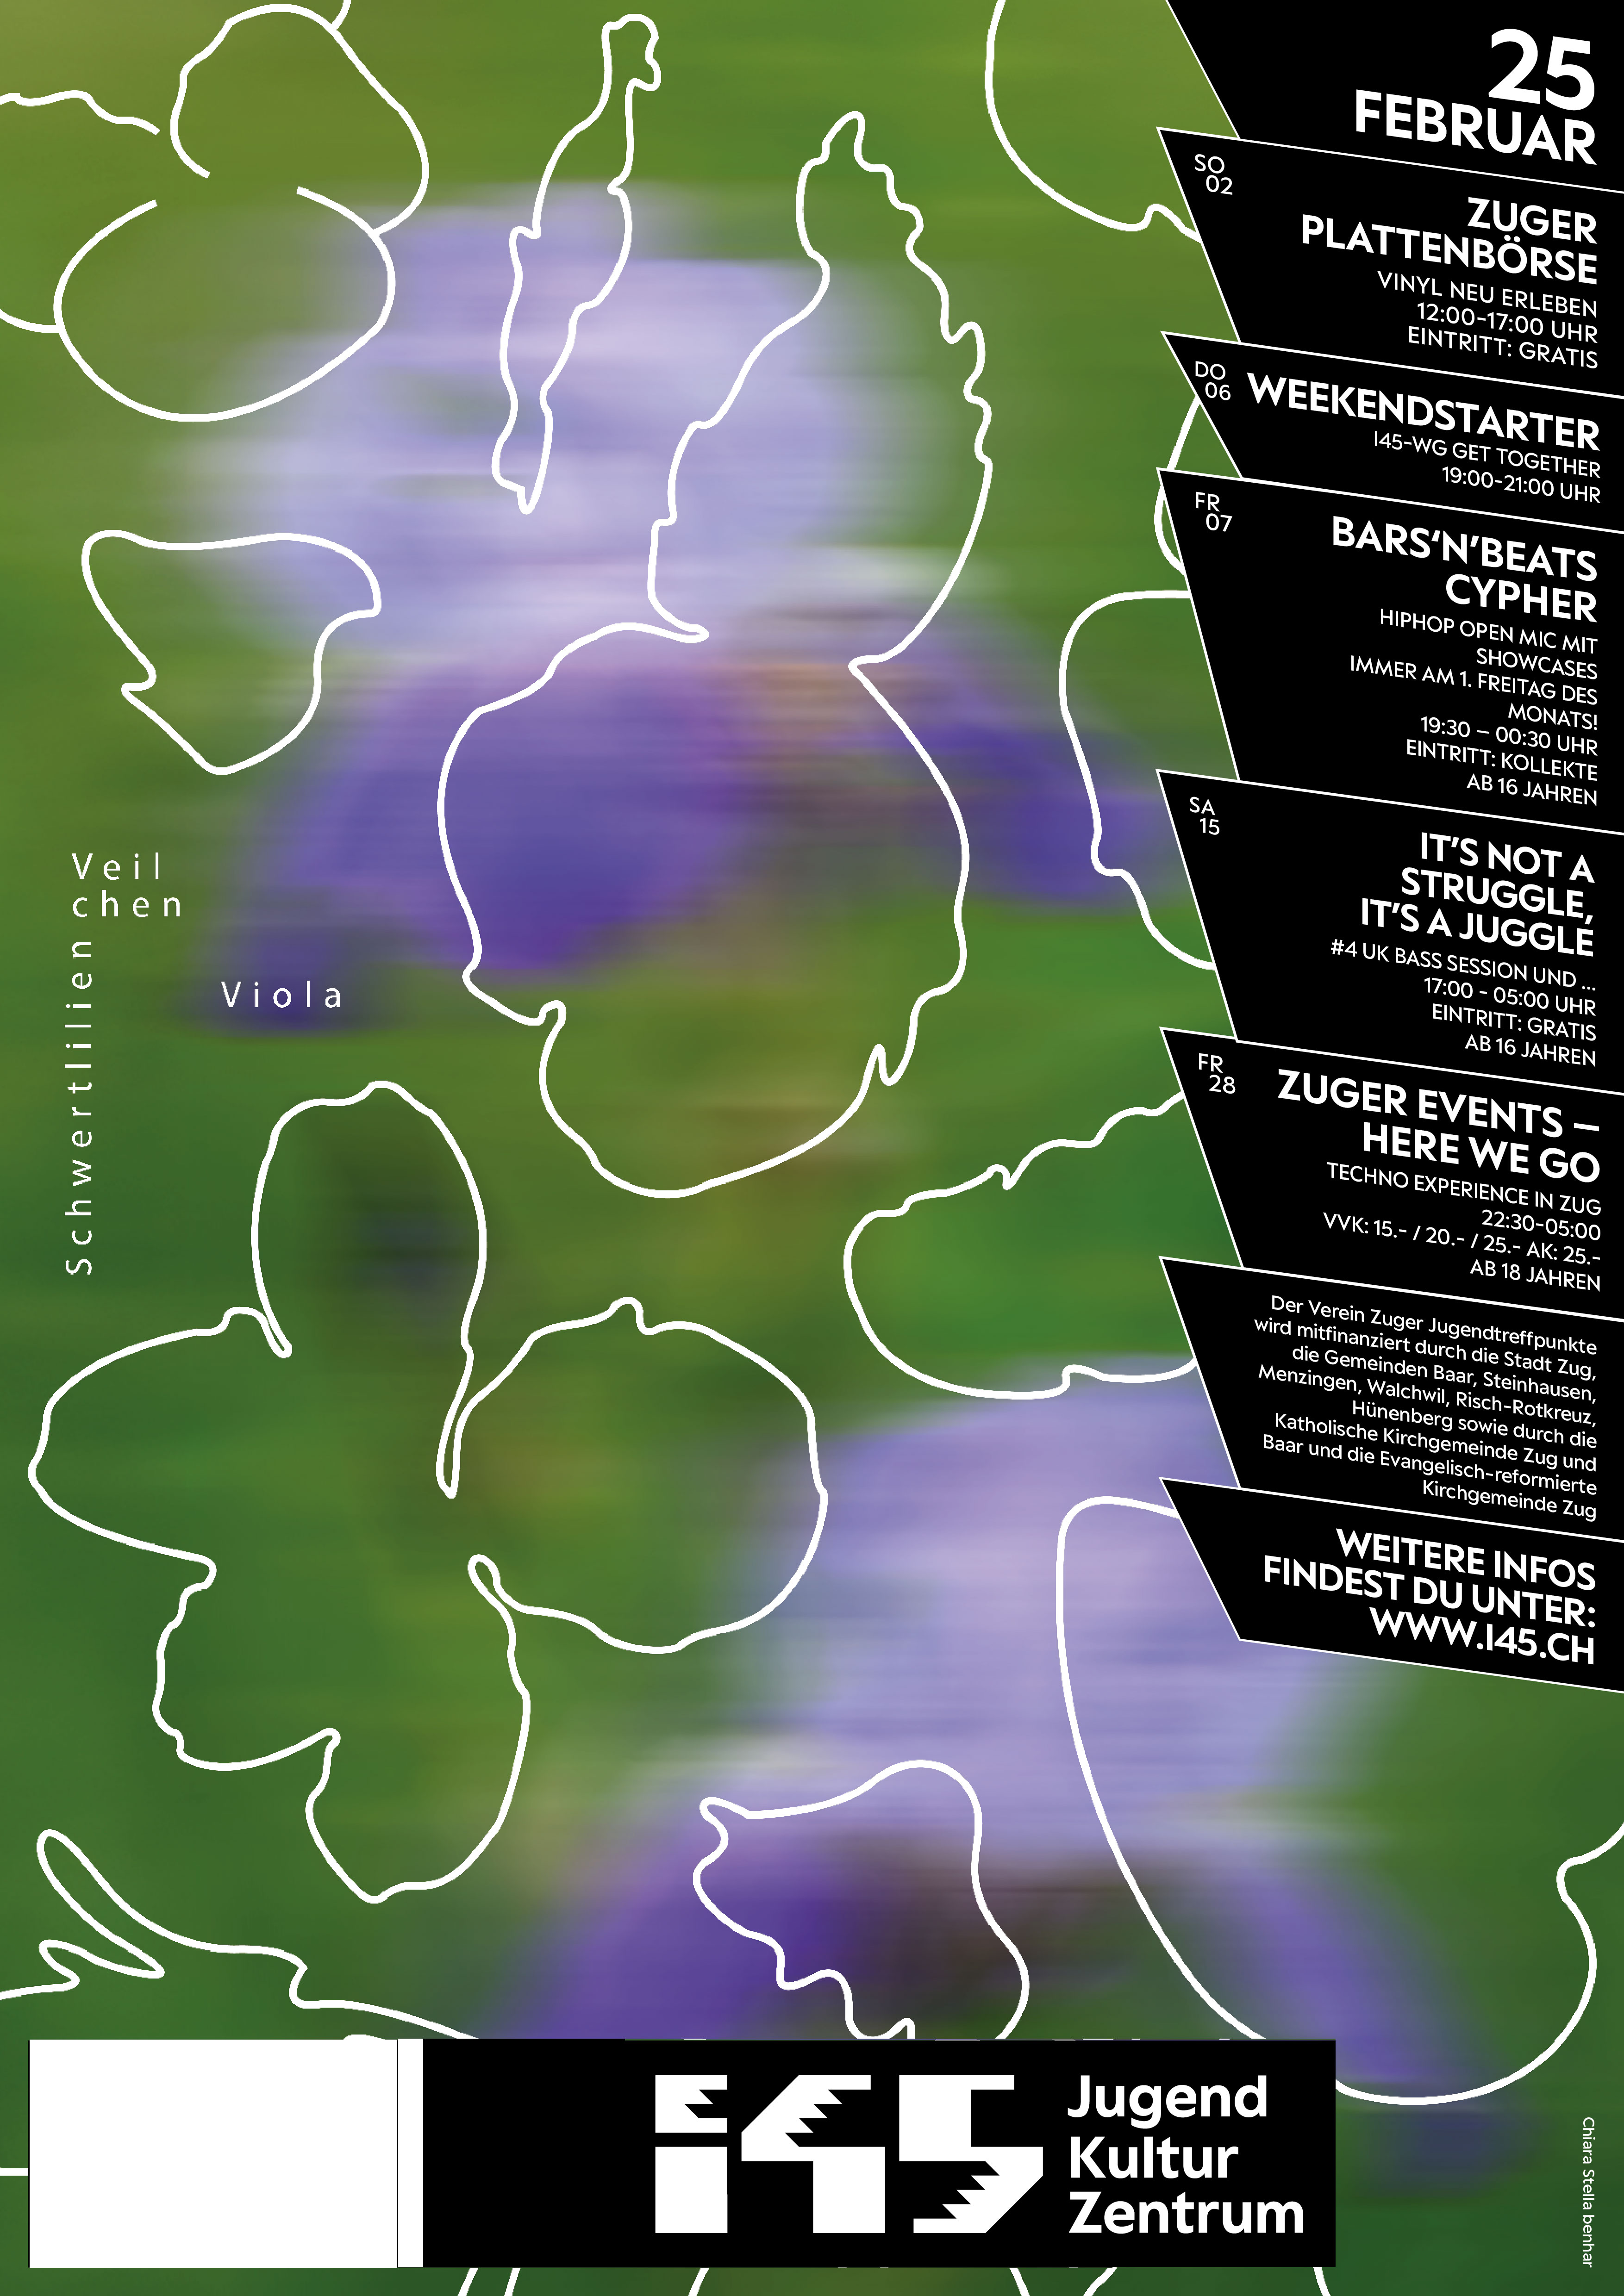 25
FEBRUAR
SO
02
ZUGER
PLATTENBÖRSE
VINYL NEU ERLEBEN
12:00-17:00 UHR
EINTRITT: GRATIS
DO
06
WEEKENDSTARTER
I45-WG GET TOGETHER
19:00-21:00 UHR
FR
07
BARS‘N’BEATS
CYPHER
HIPHOP OPEN MIC MIT
SHOWCASES
IMMER AM 1. FREITAG DES
MONATS!
19:30 – 00:30 UHR
EINTRITT: KOLLEKTE
AB 16 JAHREN
SA
15
IT’S NOT A
STRUGGLE,
IT’S A JUGGLE
#4 UK BASS SESSION UND ...
17:00 - 05:00 UHR
EINTRITT: GRATIS
AB 16 JAHREN
FR
28
ZUGER EVENTS –
HERE WE GO
TECHNO EXPERIENCE IN ZUG
22:30-05:00
VVK: 15.- / 20.- / 25.- AK: 25.-
AB 18 JAHREN
Der Verein Zuger Jugendtreffpunkte
wird mitfinanziert durch die Stadt Zug,
die Gemeinden Baar, Steinhausen,
Menzingen, Walchwil, Risch-Rotkreuz,
Hünenberg sowie durch die
Katholische Kirchgemeinde Zug und
Baar und die Evangelisch-reformierte
Kirchgemeinde Zug
WEITERE INFOS
FINDEST DU UNTER:
WWW.I45.CH
Veil
chen
Schwertlilien
Viola
i45
Jugend
Kultur
Zentrum
Chiara Stella benhar